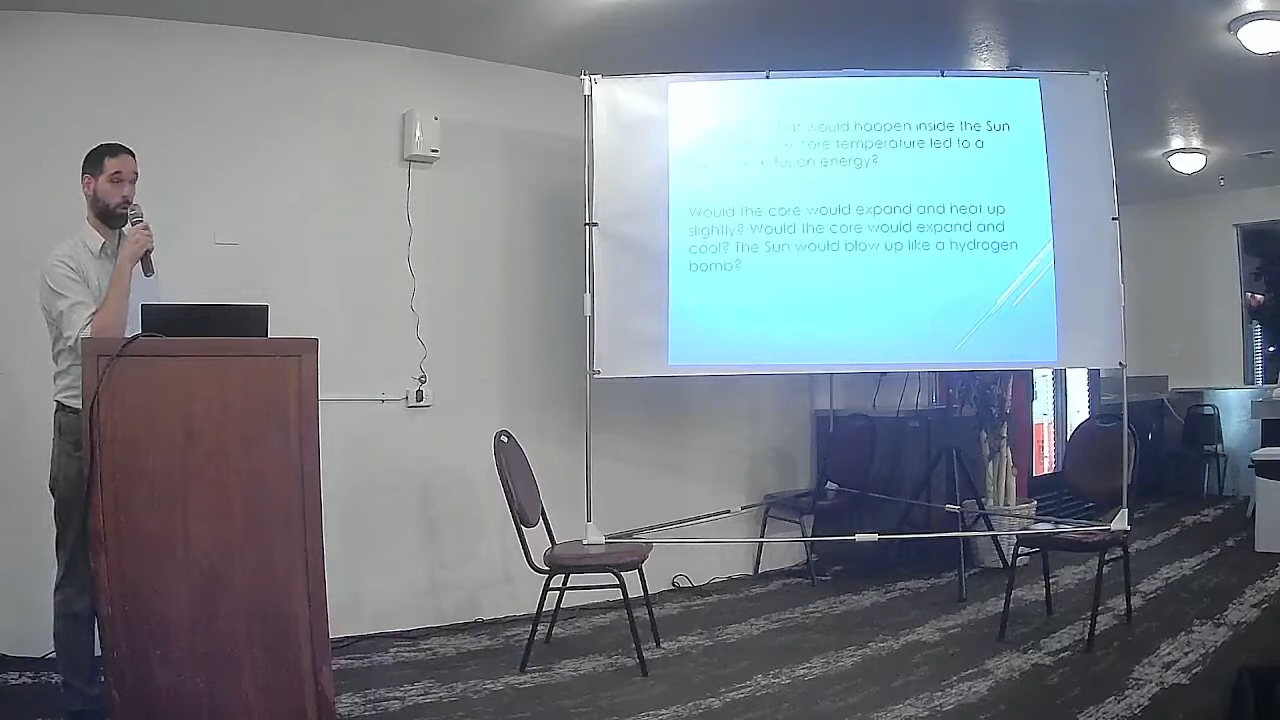 would happen inside the Sun
core temperature led to a
fusion energy?
Would the core would expand and heat up
slightly? Would the core would expand and
cool? The Sun would blow up like a hydrogen
bomb?